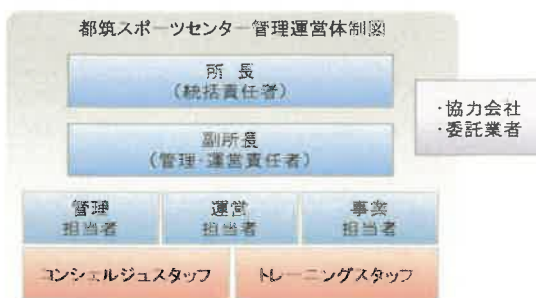 都筑スポーツセンター管理運営体制図
所 長
(統括責任者)
副所長
(管理・運営責任者)
・協力会社
・委託業者
管理
担当者
運営
担当者
事業
担当者
コンシェルジュスタッフ
トレーニングスタッフ